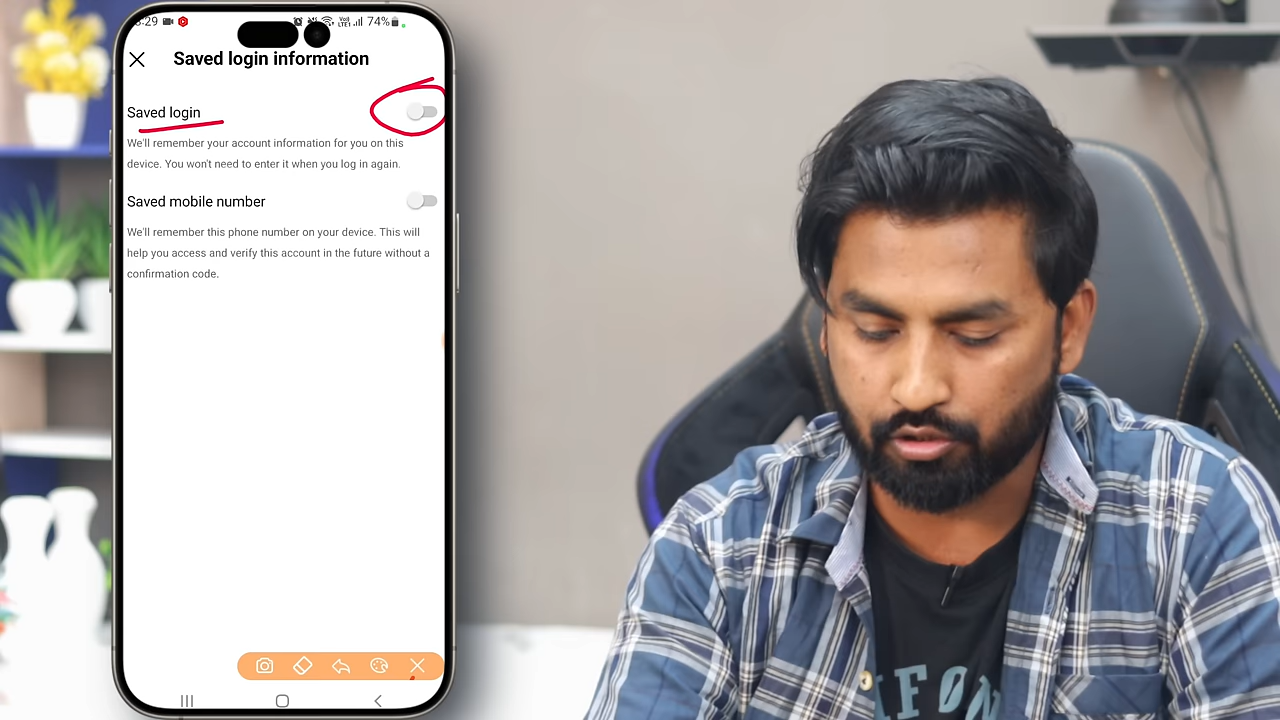 :29 74%
Saved login information
Saved login
We'll remember your account information for you on this
device. You won't need to enter it when you log in again.
Saved mobile number
We'll remember this phone number on your device. This will
help you access and verify this account in the future without a
confirmation code.